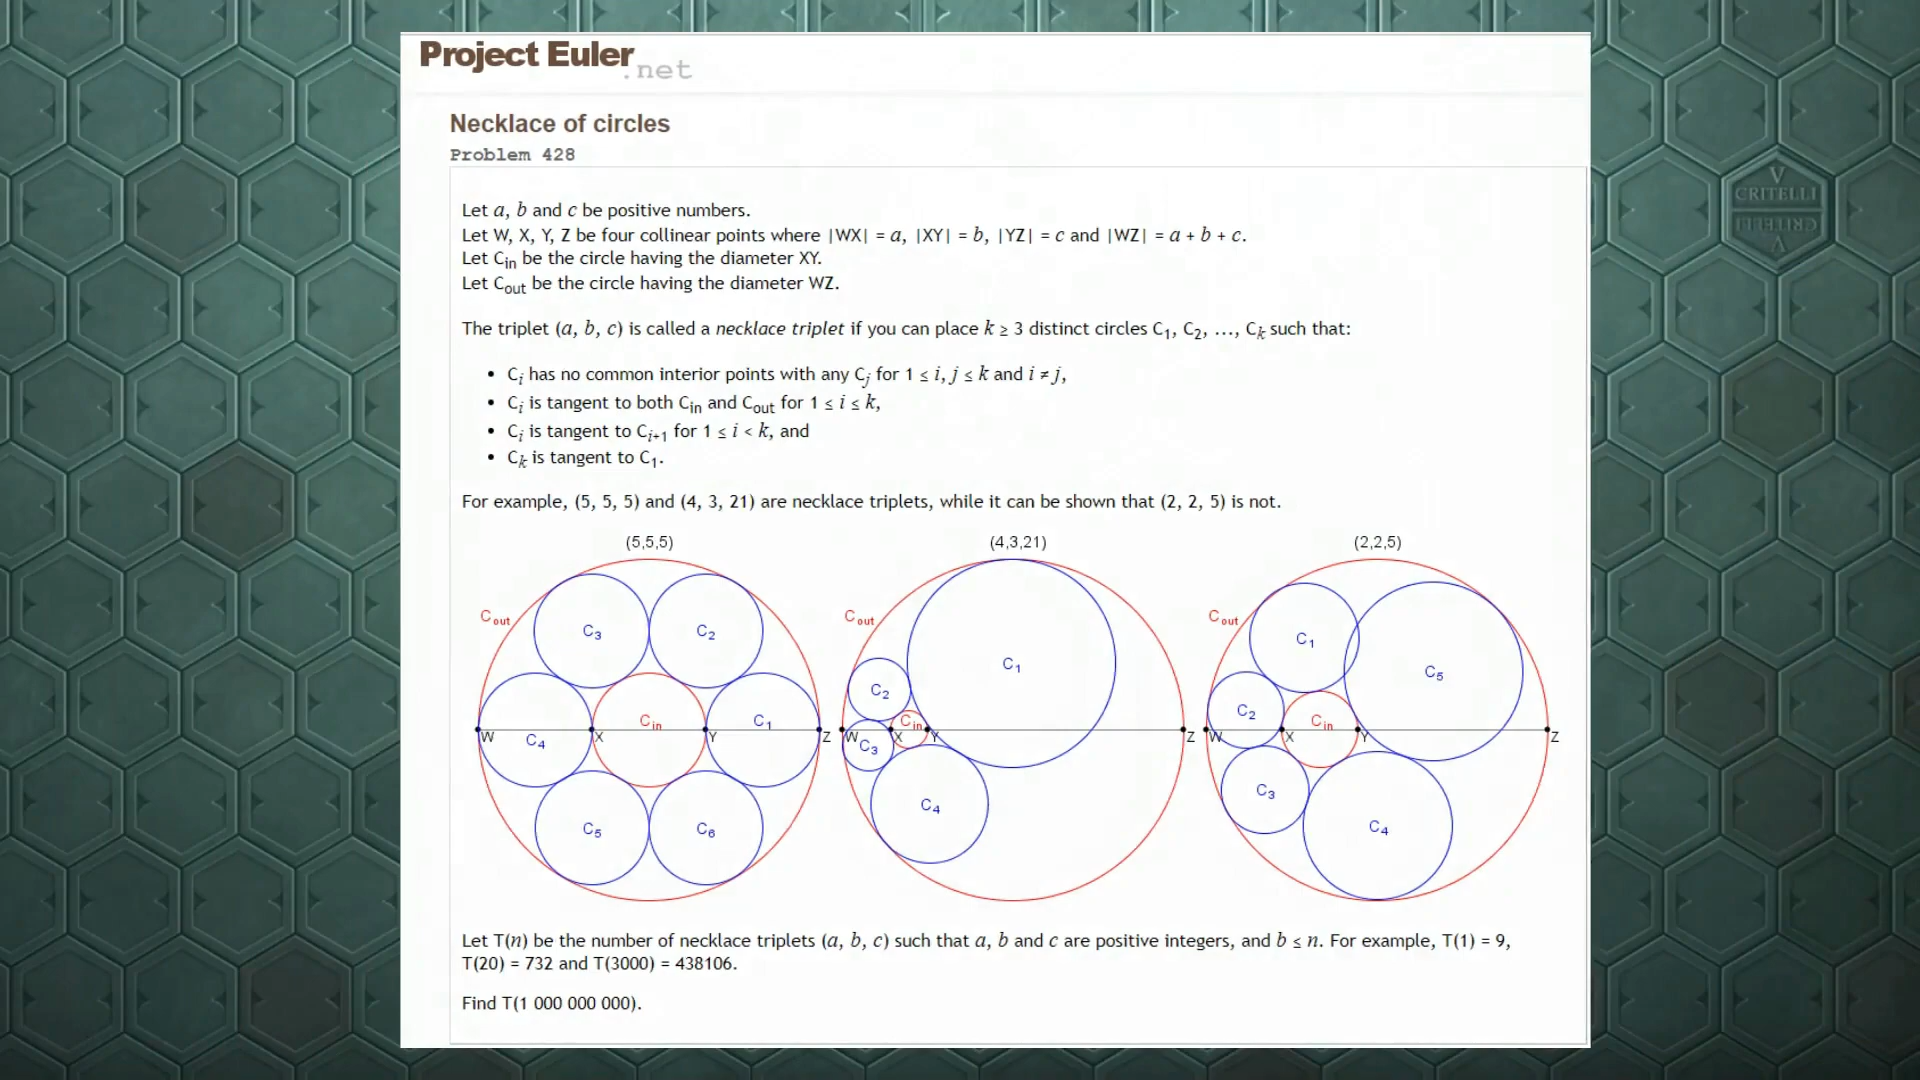 Project Euler
.net
Necklace of circles
Problem 428
Let a, b and c be positive numbers.
Let W, X, Y, Z be four collinear points where |WX| = a, |XY| = b, |YZ| = c and |WZ| = a + b + c.
Let Cin be the circle having the diameter XY.
Let Cout be the circle having the diameter WZ.
The triplet (a, b, c) is called a necklace triplet if you can place k ≥ 3 distinct circles C1, C2, ..., Ck such that:
• Ci has no common interior points with any Cj for 1 ≤ i, j ≤ k and i ≠ j,
• Ci is tangent to both Cin and Cout for 1 ≤ i ≤ k,
• Ci is tangent to Ci+1 for 1 ≤ i < k, and
• Ck is tangent to C1.
For example, (5, 5, 5) and (4, 3, 21) are necklace triplets, while it can be shown that (2, 2, 5) is not.
(5,5,5) (4,3,21) (2,2,5)
Cout C3 C2 C4 Cin C1 C5 C6 W X Y Z
Cout C1 C2 Cin C3 C4 W X Y Z
Cout C1 C5 C2 Cin C3 C4 W X Y Z
Let T(n) be the number of necklace triplets (a, b, c) such that a, b and c are positive integers, and b ≤ n. For example, T(1) = 9,
T(20) = 732 and T(3000) = 438106.
Find T(1 000 000 000).
V
CRITELLI
CRITELLI
V